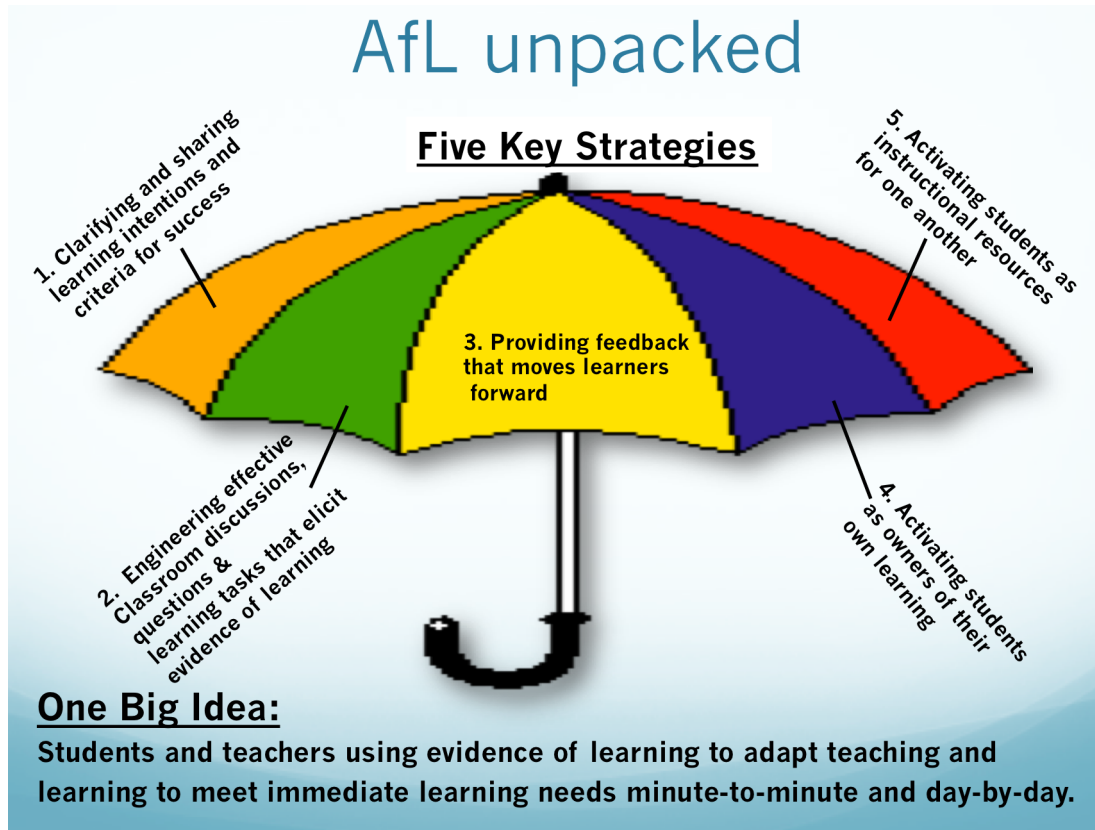 AfL unpacked
Five Key Strategies
1. Clarifying and sharing
learning intentions and
criteria for success
2. Engineering effective
Classroom discussions,
questions &
learning tasks that elicit
evidence of learning
3. Providing feedback
that moves learners
forward
4. Activating students
as owners of their
own learning
5. Activating students as
instructional resources
for one another
One Big Idea:
Students and teachers using evidence of learning to adapt teaching and
learning to meet immediate learning needs minute-to-minute and day-by-day.